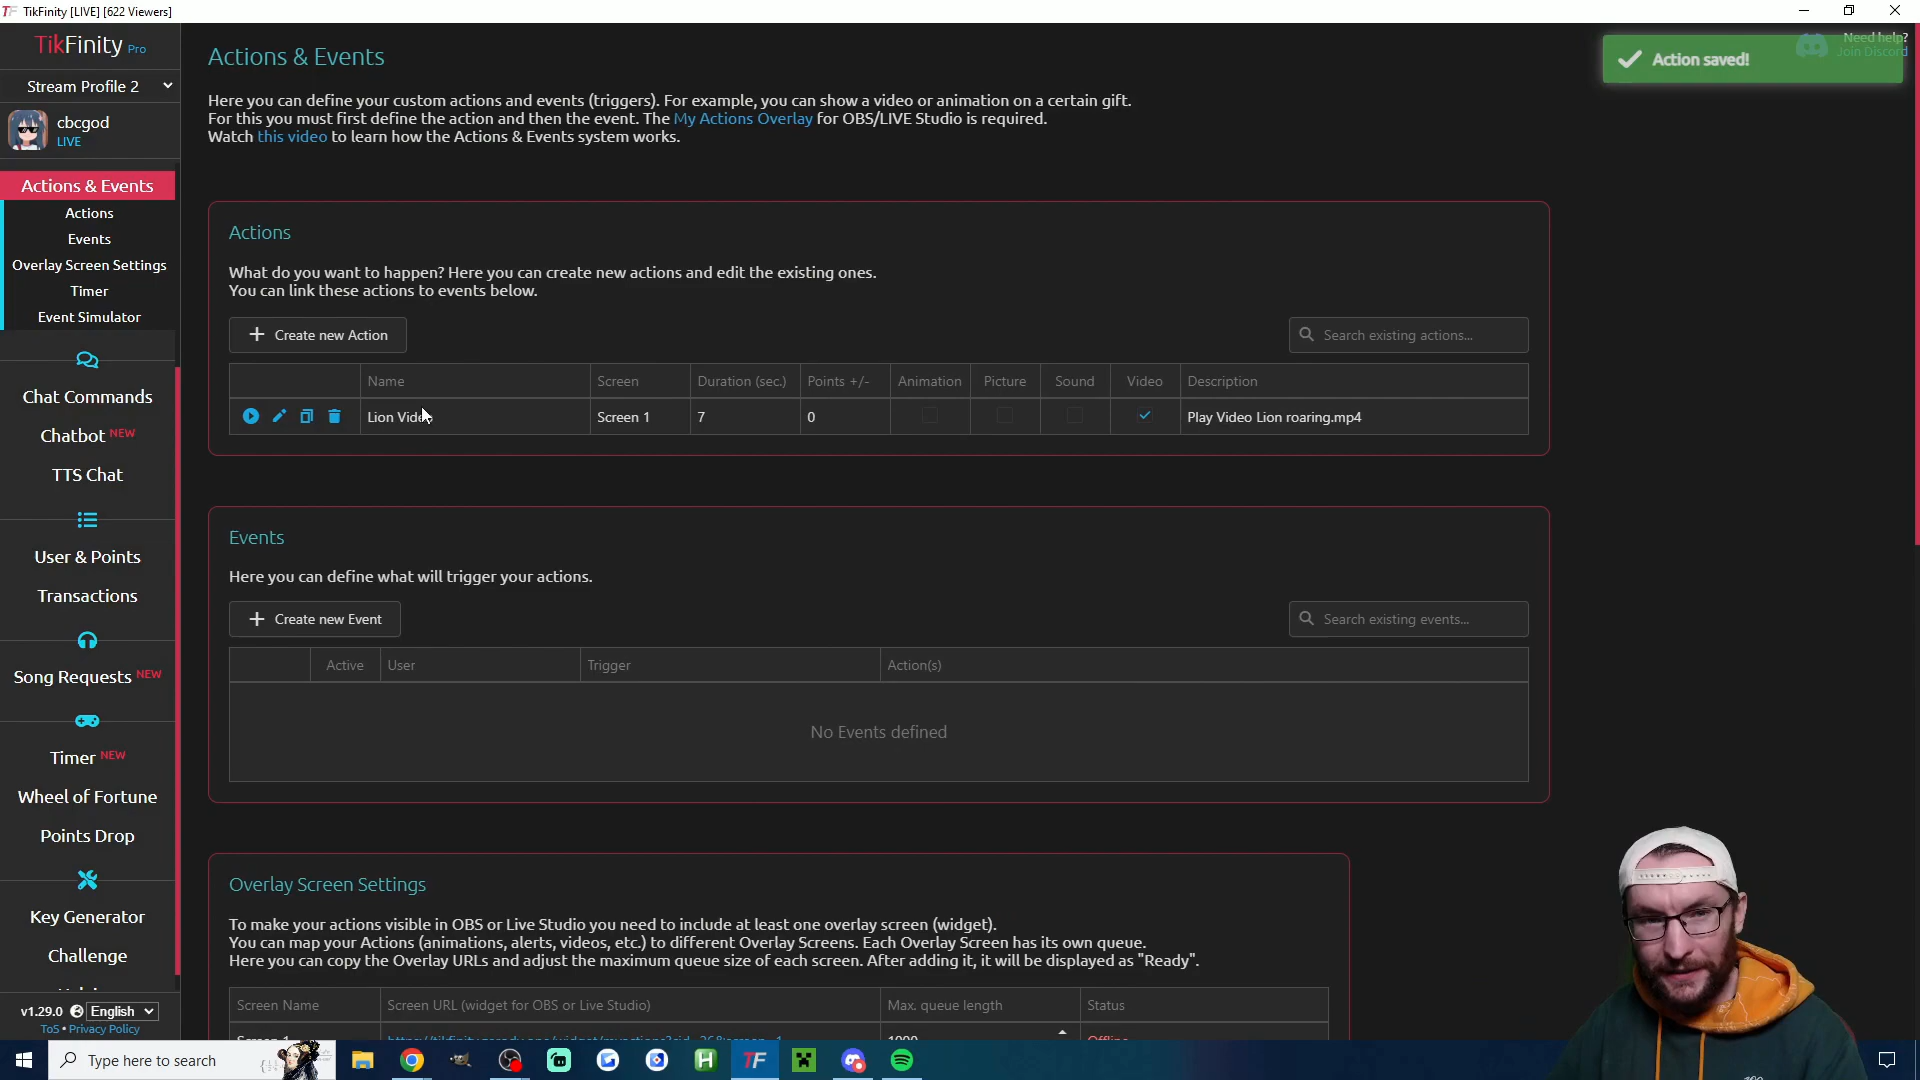 TikFinity [LIVE] [622 Viewers]
TikFinity Pro
Stream Profile 2
cbcgod
LIVE
Actions & Events
Actions
Events
Overlay Screen Settings
Timer
Event Simulator
Chat Commands
Chatbot NEW
TTS Chat
User & Points
Transactions
Song Requests NEW
Timer NEW
Wheel of Fortune
Points Drop
Key Generator
Challenge
v1.29.0 English
ToS • Privacy Policy
Actions & Events
Here you can define your custom actions and events (triggers). For example, you can show a video or animation on a certain gift.
For this you must first define the action and then the event. The My Actions Overlay for OBS/LIVE Studio is required.
Watch this video to learn how the Actions & Events system works.
Need help?
Join Discord
Action saved!
Actions
What do you want to happen? Here you can create new actions and edit the existing ones.
You can link these actions to events below.
+ Create new Action
Search existing actions...
Name Screen Duration (sec.) Points +/- Animation Picture Sound Video Description
Lion Video Screen 1 7 0 Play Video Lion roaring.mp4
Events
Here you can define what will trigger your actions.
+ Create new Event
Search existing events...
Active User Trigger Action(s)
No Events defined
Overlay Screen Settings
To make your actions visible in OBS or Live Studio you need to include at least one overlay screen (widget).
You can map your Actions (animations, alerts, videos, etc.) to different Overlay Screens. Each Overlay Screen has its own queue.
Here you can copy the Overlay URLs and adjust the maximum queue size of each screen. After adding it, it will be displayed as "Ready".
Screen Name Screen URL (widget for OBS or Live Studio) Max. queue length Status
Screen 1 1000 Offline
Type here to search